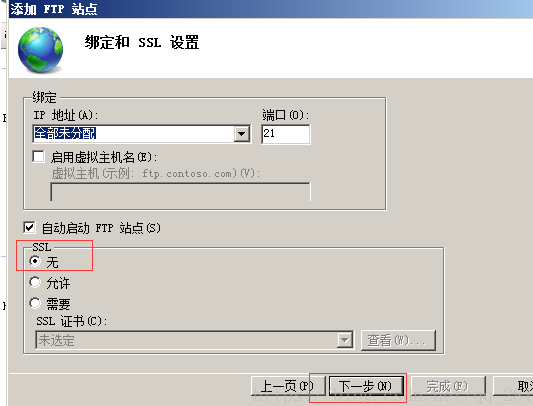 添加 FTP 站点
绑定和 SSL 设置
绑定
IP 地址(A):
端口(O):
全部未分配
21
启用虚拟主机名(E):
虚拟主机(示例: ftp.contoso.com)(V):
自动启动 FTP 站点(S)
SSL
无
允许
需要
SSL 证书(C):
未选定
查看(W)...
上一页(P)
下一步(N)
完成(F)
取消